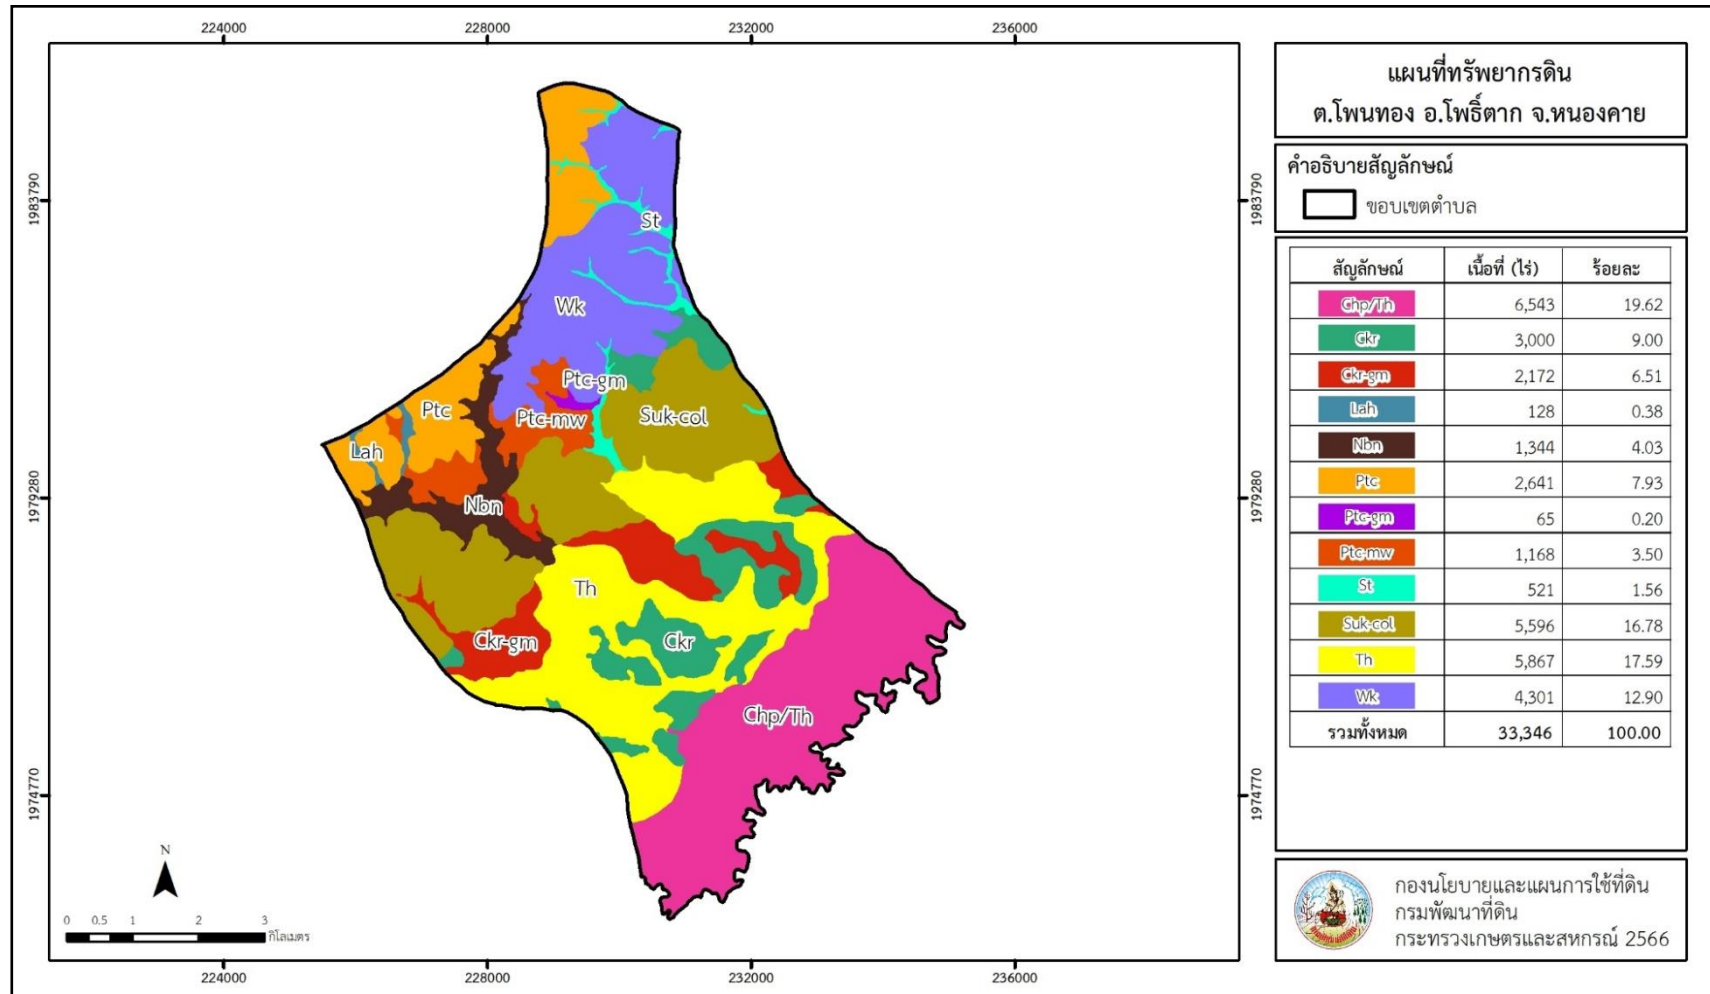 224000
228000
232000
236000
1983790
1979280
1974770
1983790
1979280
1974770
224000
228000
232000
236000
St
Wk
Ptc-gm
Ptc
Ptc-mw
Suk-col
Lah
Nbn
Th
Ckr-gm
Ckr
Chp/Th
N
0 0.5 1 2 3
กิโลเมตร
แผนที่ทรัพยากรดิน
ต.โพนทอง อ.โพธิ์ตาก จ.หนองคาย
คำอธิบายสัญลักษณ์
ขอบเขตตำบล
สัญลักษณ์ เนื้อที่ (ไร่) ร้อยละ
Chp/Th 6,543 19.62
Ckr 3,000 9.00
Ckr-gm 2,172 6.51
Lah 128 0.38
Nbn 1,344 4.03
Ptc 2,641 7.93
Ptc-gm 65 0.20
Ptc-mw 1,168 3.50
St 521 1.56
Suk-col 5,596 16.78
Th 5,867 17.59
Wk 4,301 12.90
รวมทั้งหมด 33,346 100.00
กองนโยบายและแผนการใช้ที่ดิน
กรมพัฒนาที่ดิน
กระทรวงเกษตรและสหกรณ์ 2566